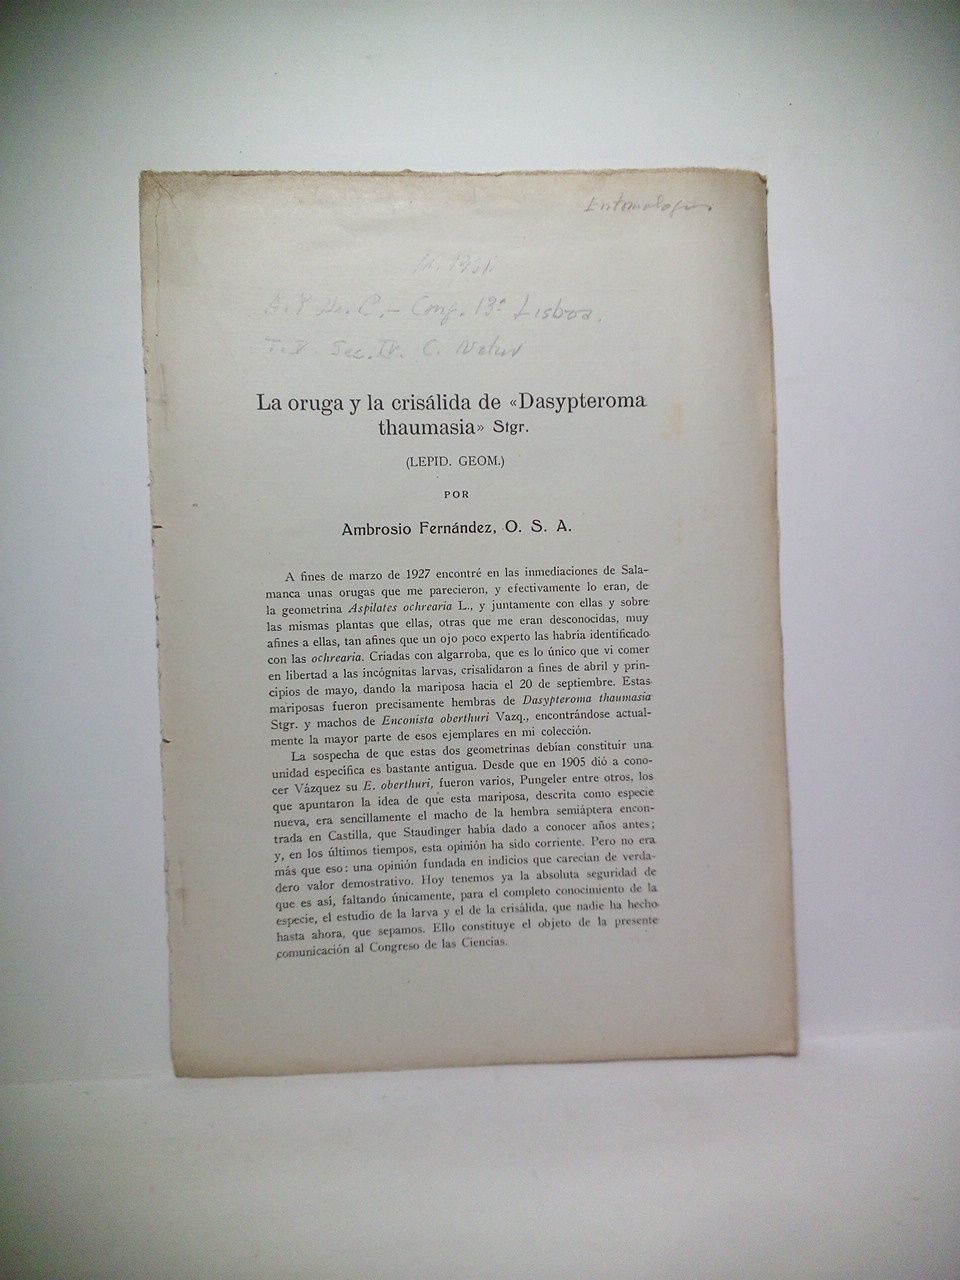 Entomología
A. P. de. C. - Cong. 13º Lisboa.
T. V. Sec. IV. C. Natur
La oruga y la crisálida de «Dasypteroma
thaumasia» Stgr.
(LEPID. GEOM.)
POR
Ambrosio Fernández, O. S. A.
A fines de marzo de 1927 encontré en las inmediaciones de Sala-
manca unas orugas que me parecieron, y efectivamente lo eran, de
la geometrina Aspilates ochrearia L., y juntamente con ellas y sobre
las mismas plantas que ellas, otras que me eran desconocidas, muy
afines a ellas, tan afines que un ojo poco experto las habría identificado
con las ochrearia. Criadas con algarroba, que es lo único que vi comer
en libertad a las incógnitas larvas, crisalidaron a fines de abril y prin-
cipios de mayo, dando la mariposa hacia el 20 de septiembre. Estas
mariposas fueron precisamente hembras de Dasypteroma thaumasia
Stgr. y machos de Enconista oberthuri Vazq., encontrándose actual-
mente la mayor parte de esos ejemplares en mi colección.
La sospecha de que estas dos geometrinas debían constituir una
unidad específica es bastante antigua. Desde que en 1905 dió a cono-
cer Vázquez su E. oberthuri, fueron varios, Pungeler entre otros, los
que apuntaron la idea de que esta mariposa, descrita como especie
nueva, era sencillamente el macho de la hembra semiáptera encon-
trada en Castilla, que Staudinger había dado a conocer años antes;
y, en los últimos tiempos, esta opinión ha sido corriente. Pero no era
más que eso: una opinión fundada en indicios que carecían de verda-
dero valor demostrativo. Hoy tenemos ya la absoluta seguridad de
que es así, faltando únicamente, para el completo conocimiento de la
especie, el estudio de la larva y el de la crisálida, que nadie ha hecho
hasta ahora, que sepamos. Ello constituye el objeto de la presente
comunicación al Congreso de las Ciencias.